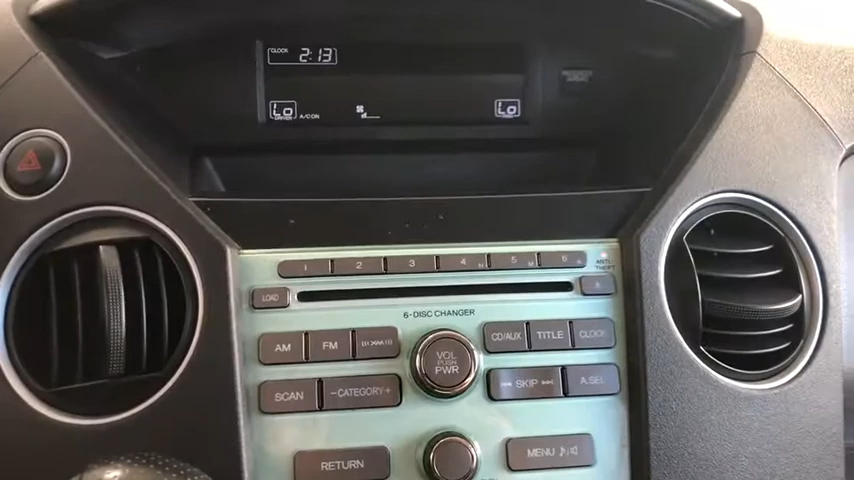 CLOCK 2:13
Lo DRIVER A/C ON Lo
1 2 3 4 5 6
ANTI-THEFT
LOAD
6-DISC CHANGER
AM FM VOL PUSH PWR CD/AUX TITLE CLOCK
SCAN - CATEGORY + SKIP A.SEL
RETURN MENU